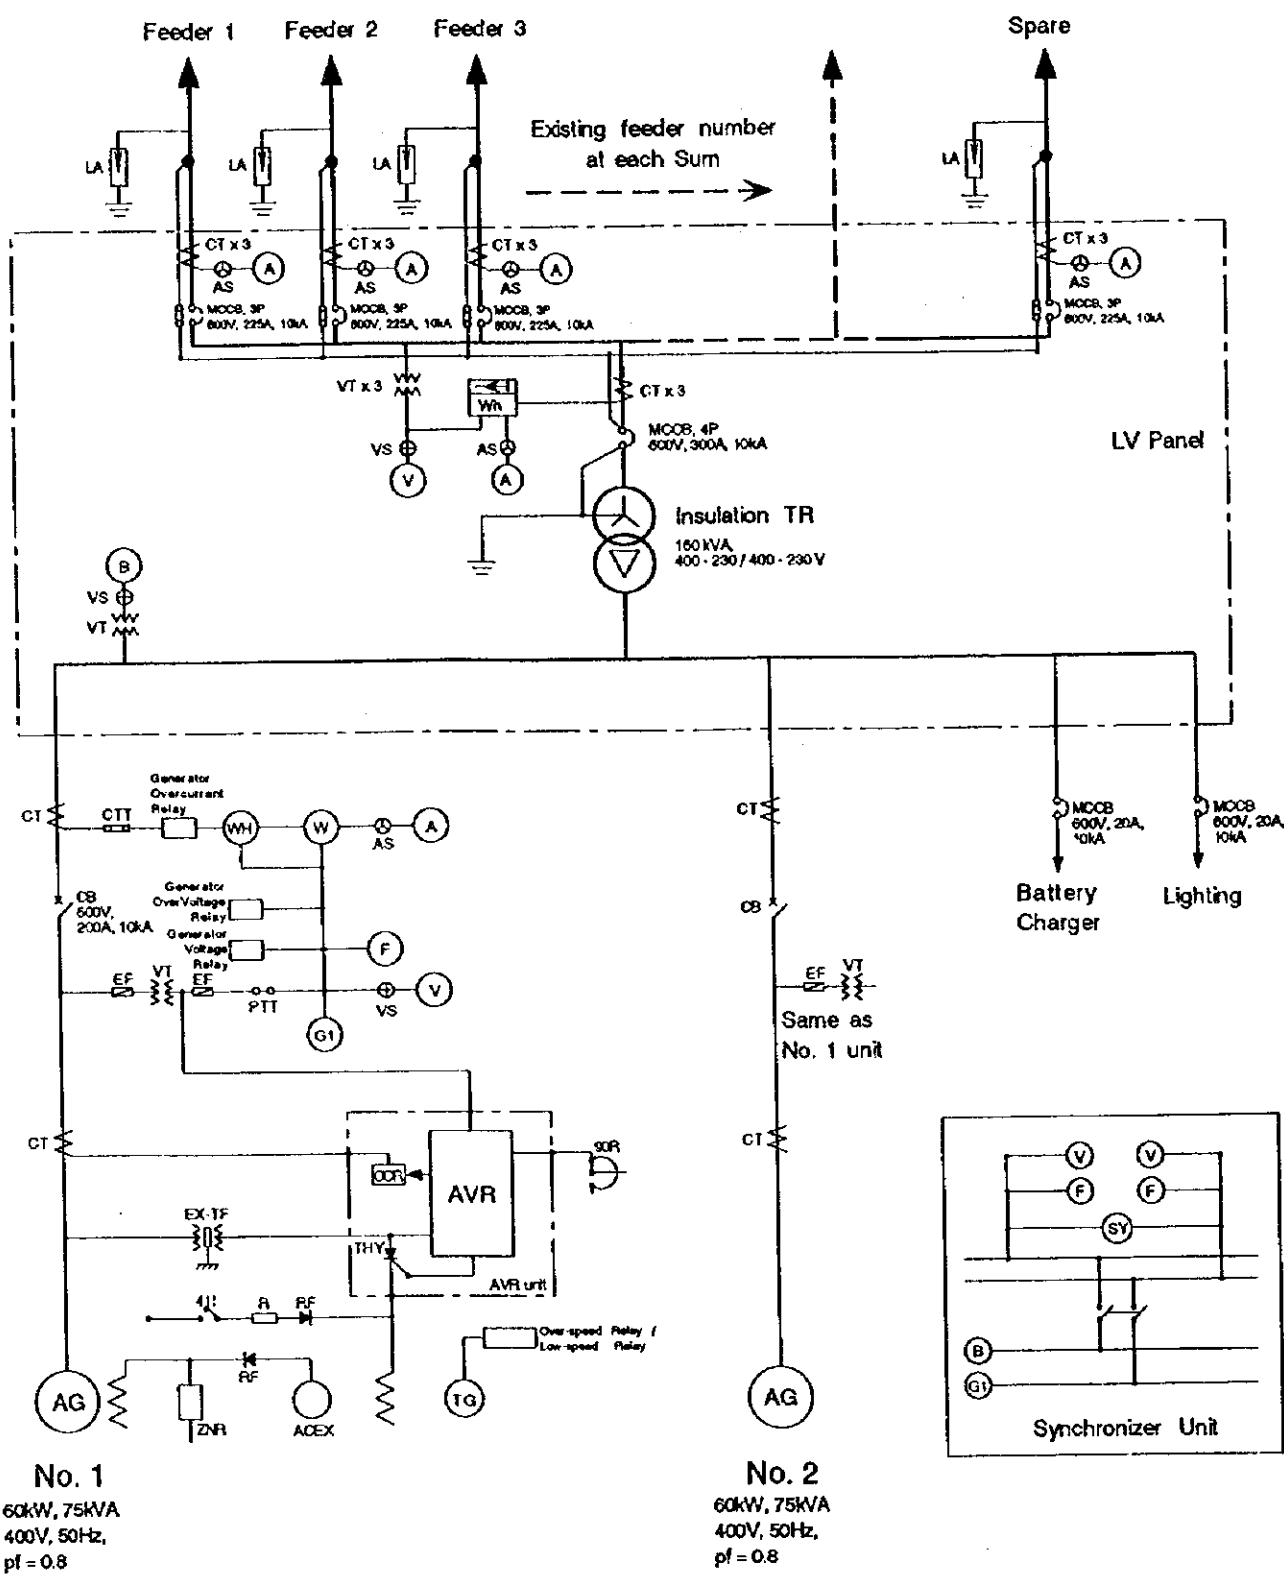 Feeder 1
Feeder 2
Feeder 3
Spare
Existing feeder number
at each Sum
LA
LA
LA
LA
CT x 3
CT x 3
CT x 3
CT x 3
A
A
A
A
AS
AS
AS
AS
MCCB, 3P
600V, 225A, 10kA
MCCB, 3P
600V, 225A, 10kA
MCCB, 3P
600V, 225A, 10kA
MCCB, 3P
600V, 225A, 10kA
VT x 3
Wh
CT x 3
MCCB, 4P
600V, 300A, 10kA
VS
AS
V
A
LV Panel
Insulation TR
160 kVA
400 - 230 / 400 - 230 V
B
VS
VT
Generator
Overcurrent
Relay
CT
CTT
WH
W
AS
A
CT
MCCB
600V, 20A,
10kA
MCCB
600V, 20A,
10kA
Battery
Charger
Lighting
CB
600V,
200A, 10kA
Generator
OverVoltage
Relay
Generator
Voltage
Relay
F
CB
EF
VT
EF
PTT
VS
V
G1
EF
VT
Same as
No. 1 unit
CT
OCR
AVR
90R
CT
EX-TF
THY
AVR unit
R
RF
Over-speed Relay /
Low-speed Relay
RF
AG
ZNR
ACEX
TG
AG
V
V
F
F
SY
B
G1
Synchronizer Unit
No. 1
60kW, 75kVA
400V, 50Hz,
pf = 0.8
No. 2
60kW, 75kVA
400V, 50Hz,
pf = 0.8